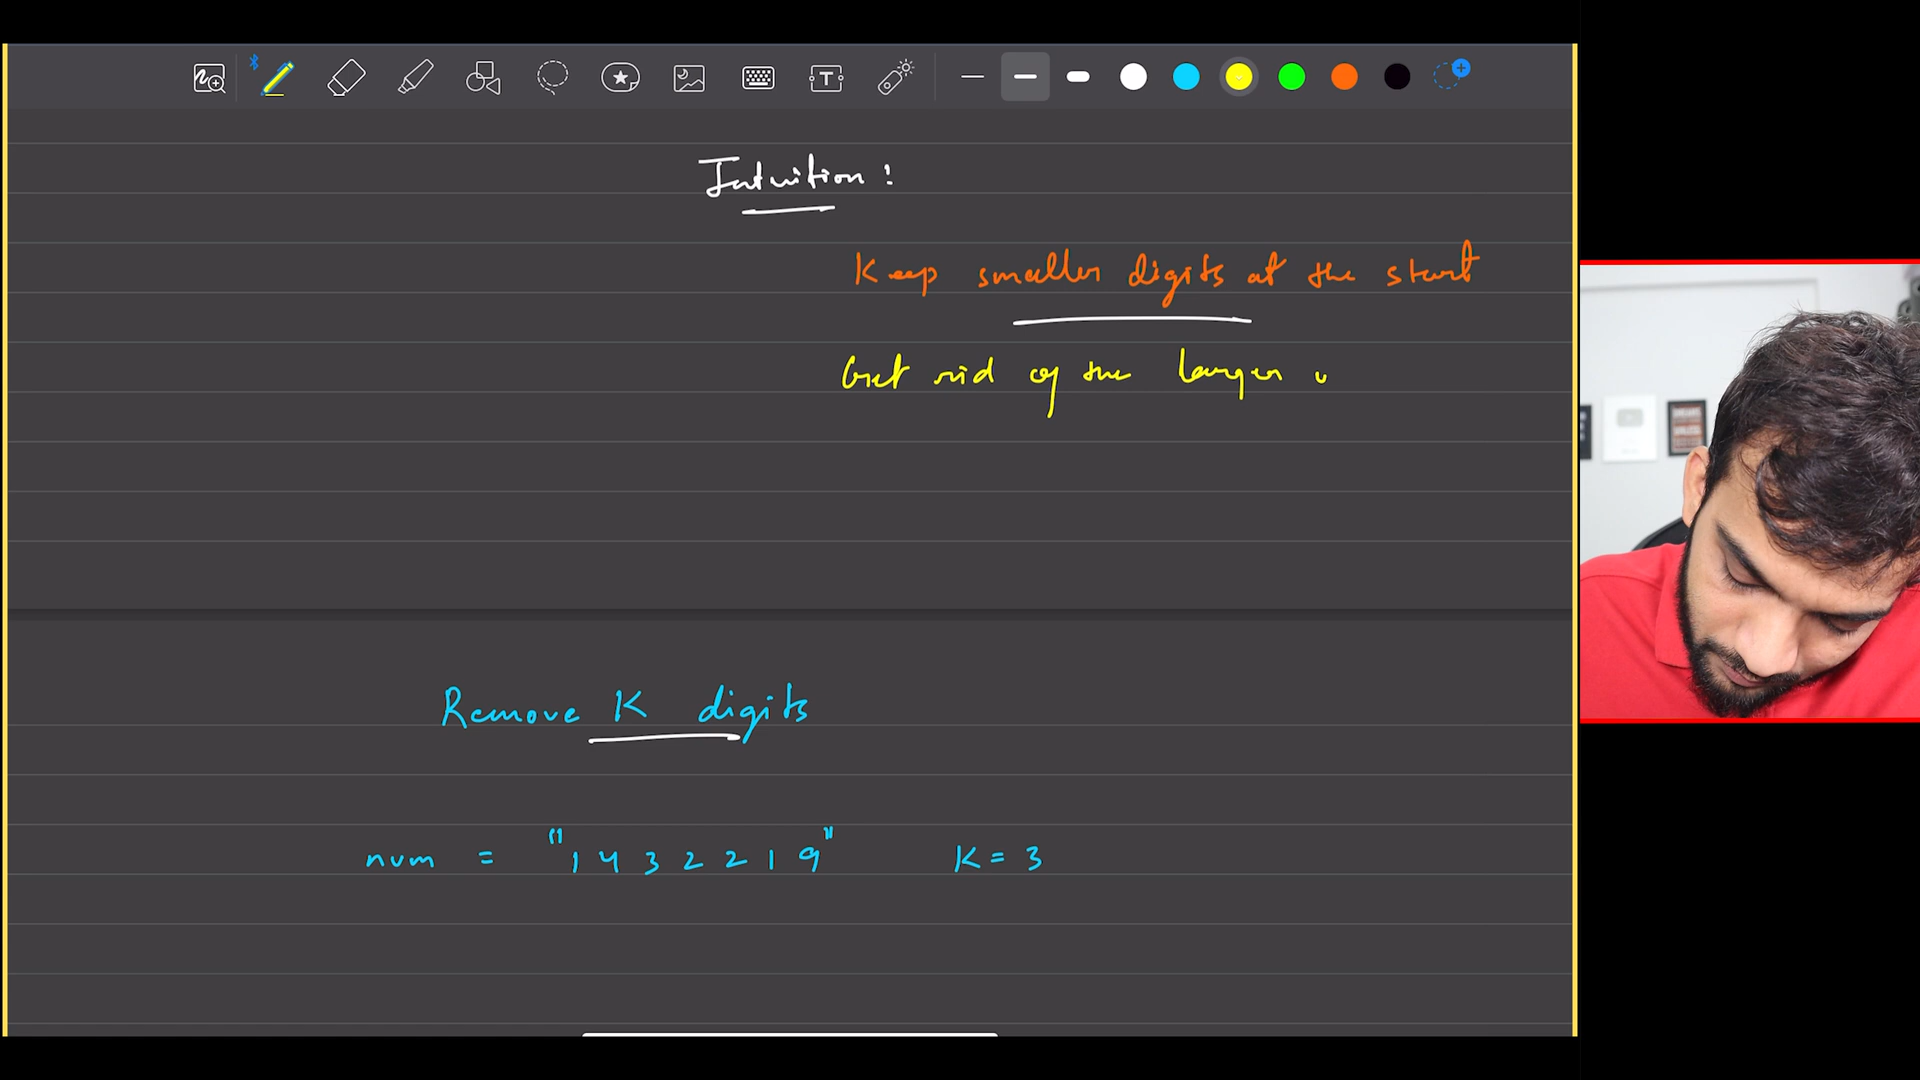 Intuition :
Keep smaller digits at the start
Get rid of the larger
Remove K digits
num = "1432219" K = 3